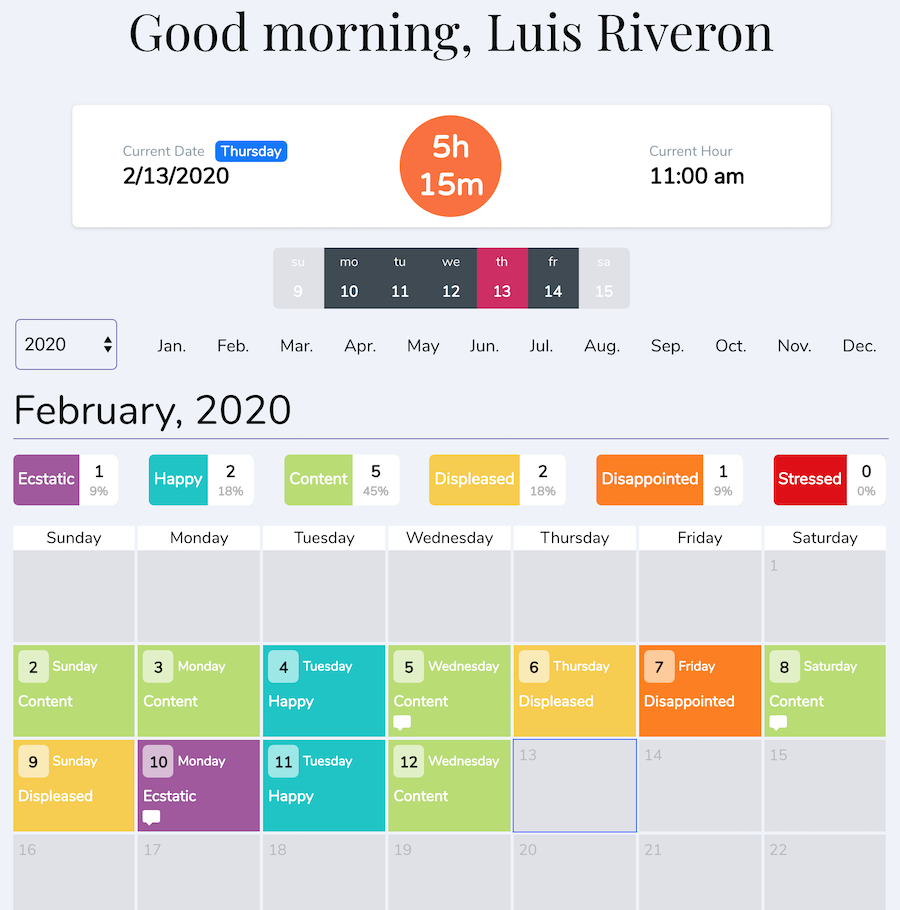 Good morning, Luis Riveron
Current Date Thursday
2/13/2020
5h
15m
Current Hour
11:00 am
su mo tu we th fr sa
9 10 11 12 13 14 15
2020 Jan. Feb. Mar. Apr. May Jun. Jul. Aug. Sep. Oct. Nov. Dec.
February, 2020
Ecstatic 1 9% Happy 2 18% Content 5 45% Displeased 2 18% Disappointed 1 9% Stressed 0 0%
Sunday Monday Tuesday Wednesday Thursday Friday Saturday
1
2 Sunday 3 Monday 4 Tuesday 5 Wednesday 6 Thursday 7 Friday 8 Saturday
Content Content Happy Content Displeased Disappointed Content
9 Sunday 10 Monday 11 Tuesday 12 Wednesday 13 14 15
Displeased Ecstatic Happy Content
16 17 18 19 20 21 22